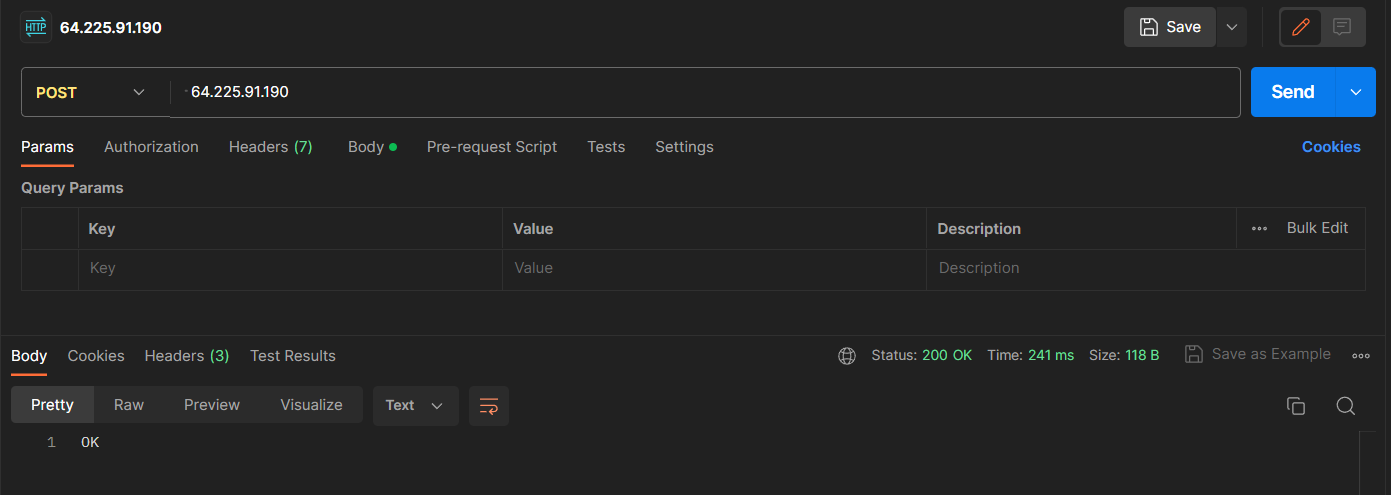 HTTP 64.225.91.190 Save
POST 64.225.91.190 Send
Params Authorization Headers (7) Body Pre-request Script Tests Settings Cookies
Query Params
Key Value Description Bulk Edit
Key Value Description
Body Cookies Headers (3) Test Results Status: 200 OK Time: 241 ms Size: 118 B Save as Example
Pretty Raw Preview Visualize Text
1 OK